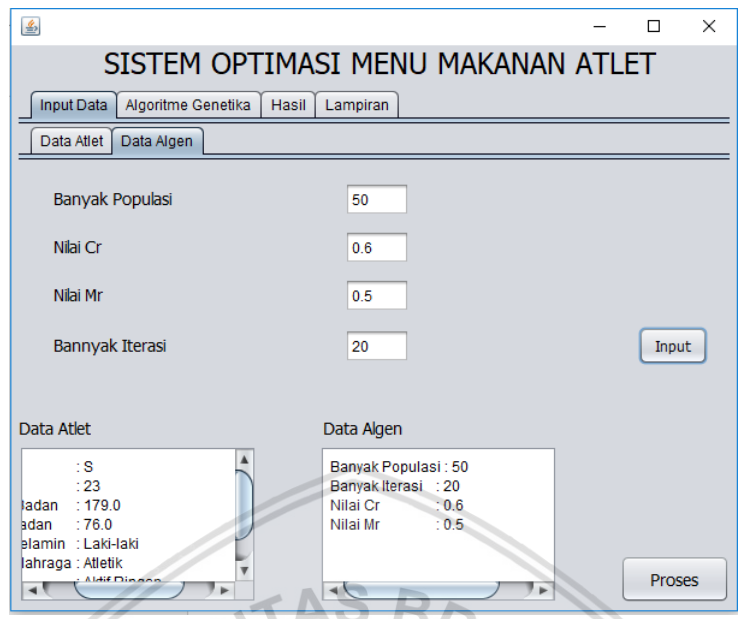 SISTEM OPTIMASI MENU MAKANAN ATLET
Input Data Algoritme Genetika Hasil Lampiran
Data Atlet Data Algen
Banyak Populasi 50
Nilai Cr 0.6
Nilai Mr 0.5
Bannyak Iterasi 20
Input
Data Atlet
: S
: 23
: 179.0
adan : 76.0
elamin : Laki-laki
lahraga : Atletik
: Aktif Ringan
Data Algen
Banyak Populasi : 50
Banyak Iterasi : 20
Nilai Cr : 0.6
Nilai Mr : 0.5
Proses